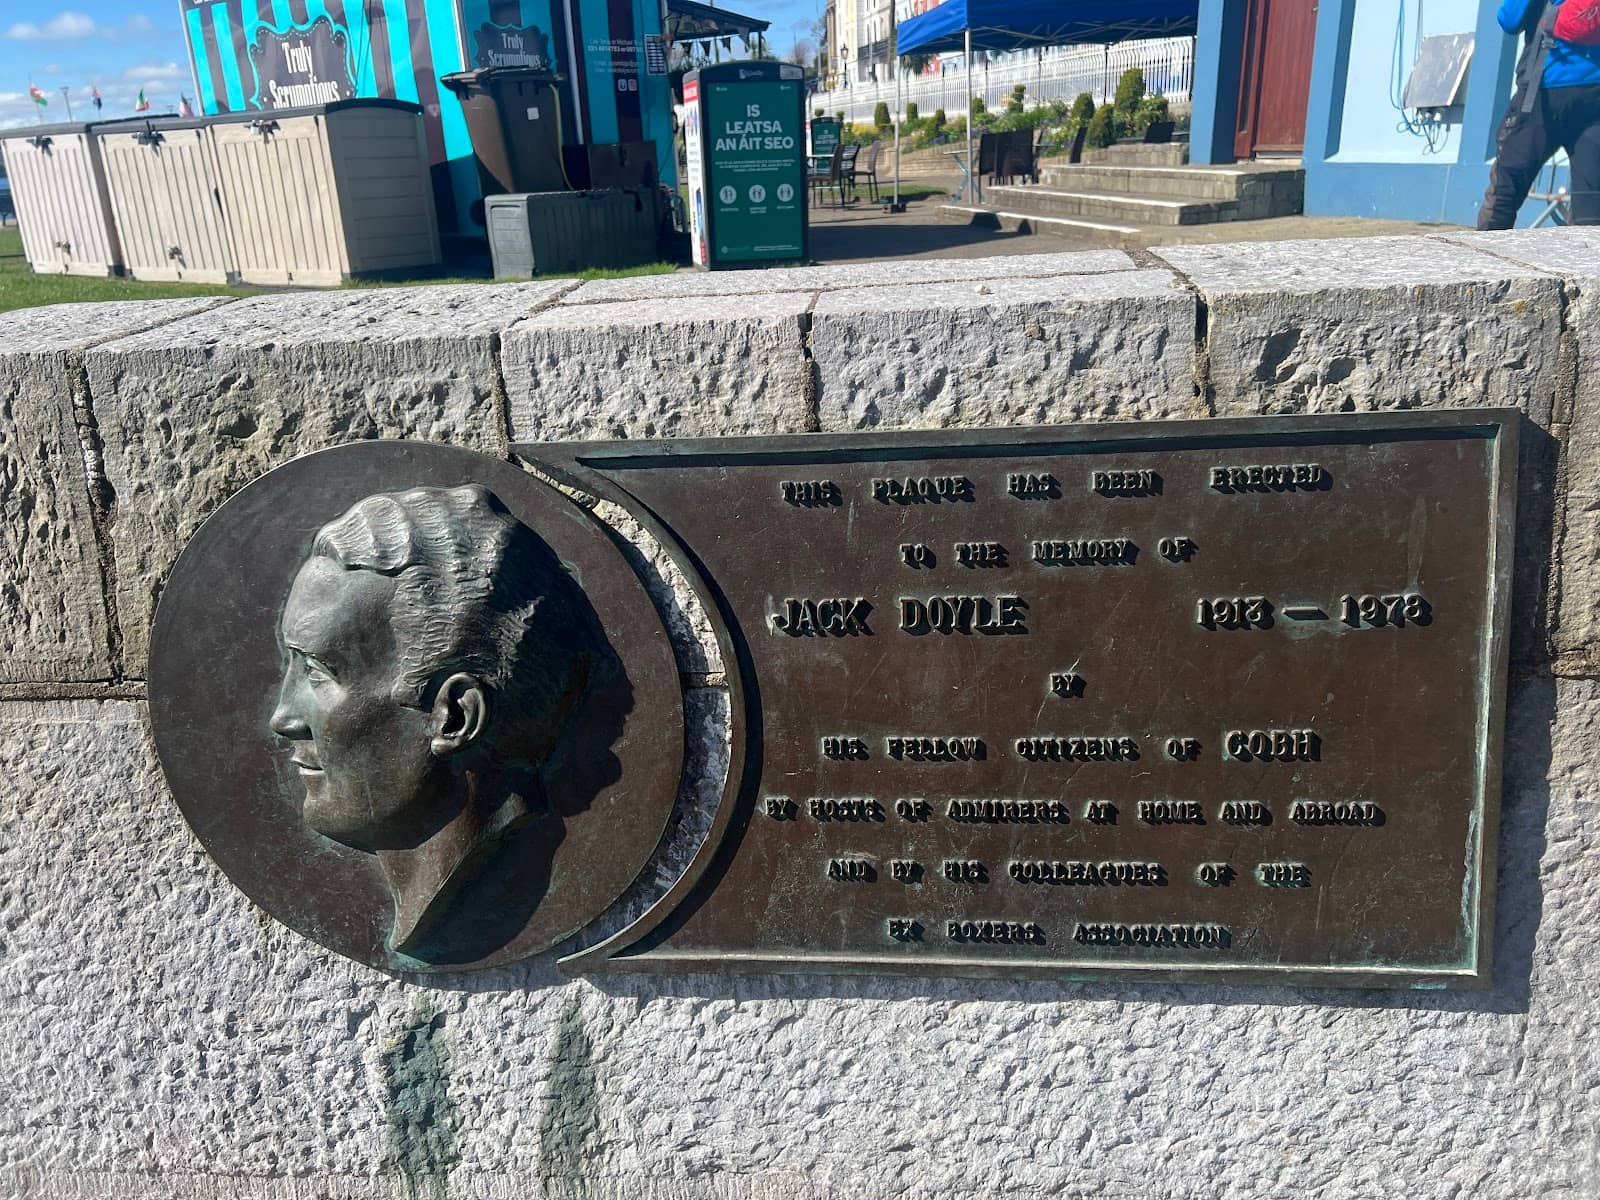 Truly
Scrumptious
Truly
Scrumptious
IS
LEATSA
AN ÁIT SEO
THIS PLAQUE HAS BEEN ERECTED
TO THE MEMORY OF
JACK DOYLE 1913 — 1978
BY
HIS FELLOW CITIZENS OF COBH
BY HOSTS OF ADMIRERS AT HOME AND ABROAD
AND BY HIS COLLEAGUES OF THE
EX BOXERS ASSOCIATION